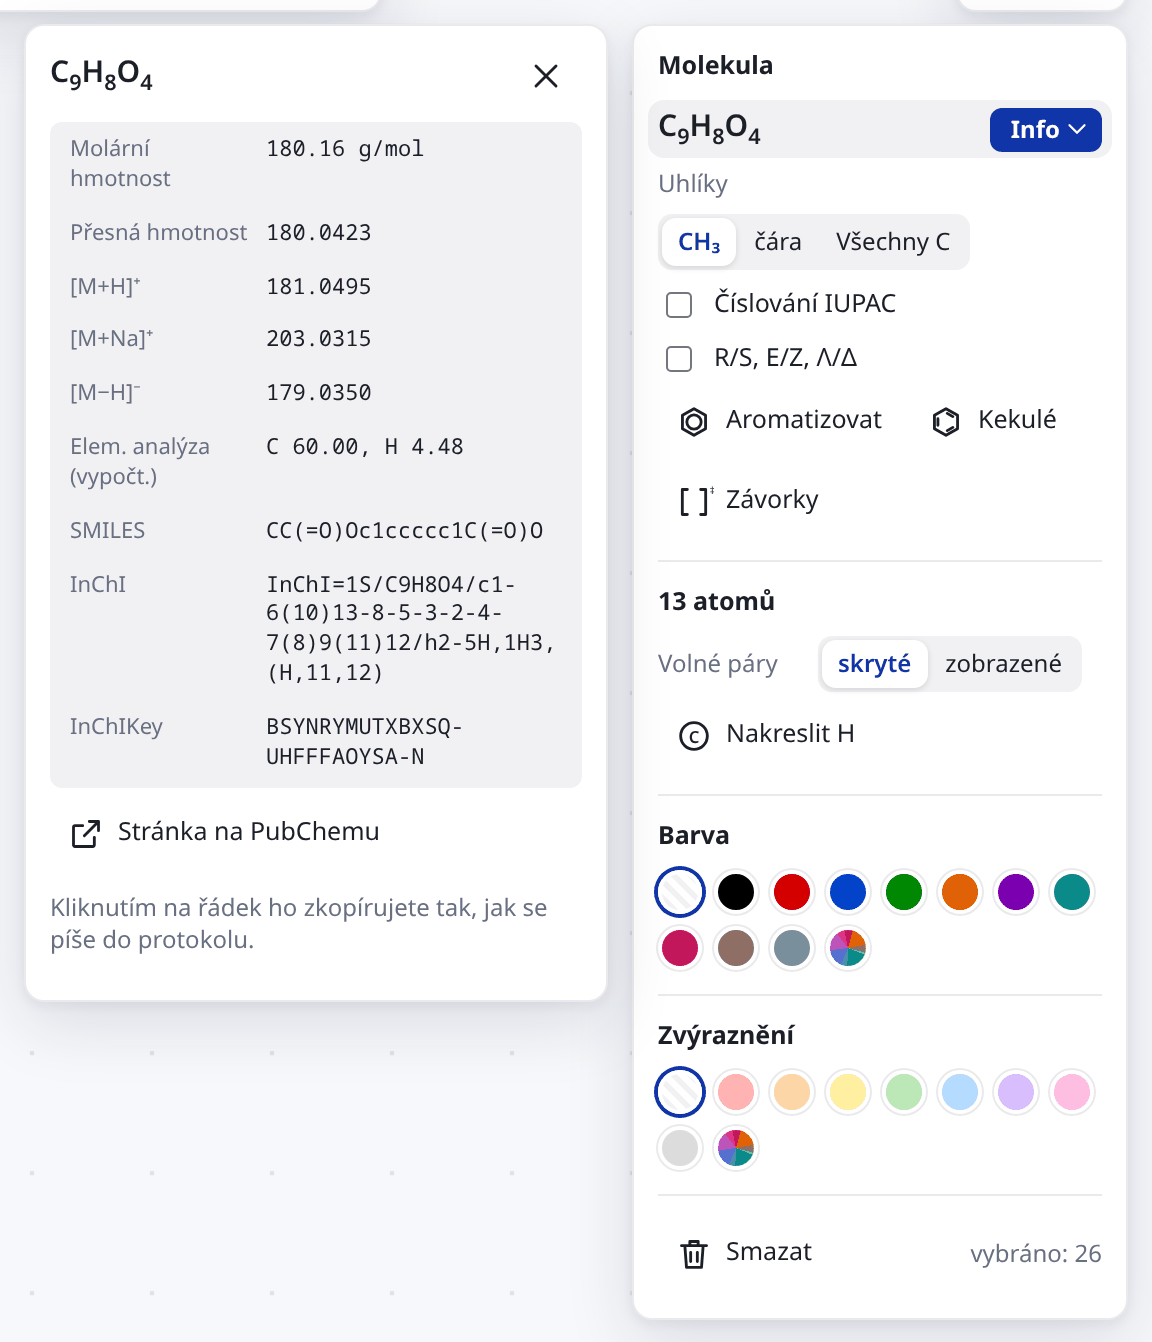 C₉H₈O₄
Molární
hmotnost
180.16 g/mol
Přesná hmotnost 180.0423
[M+H]⁺ 181.0495
[M+Na]⁺ 203.0315
[M−H]⁻ 179.0350
Elem. analýza
(vypočt.)
C 60.00, H 4.48
SMILES CC(=O)Oc1ccccc1C(=O)O
InChI InChI=1S/C9H8O4/c1-
6(10)13-8-5-3-2-4-
7(8)9(11)12/h2-5H,1H3,
(H,11,12)
InChIKey BSYNRYMUTXBXSQ-
UHFFFAOYSA-N
Stránka na PubChemu
Kliknutím na řádek ho zkopírujete tak, jak se
píše do protokolu.
Molekula
C₉H₈O₄ Info
Uhlíky
CH₃ čára Všechny C
Číslování IUPAC
R/S, E/Z, Λ/Δ
Aromatizovat Kekulé
[ ]‡ Závorky
13 atomů
Volné páry skryté zobrazené
C Nakreslit H
Barva
Zvýraznění
Smazat vybráno: 26